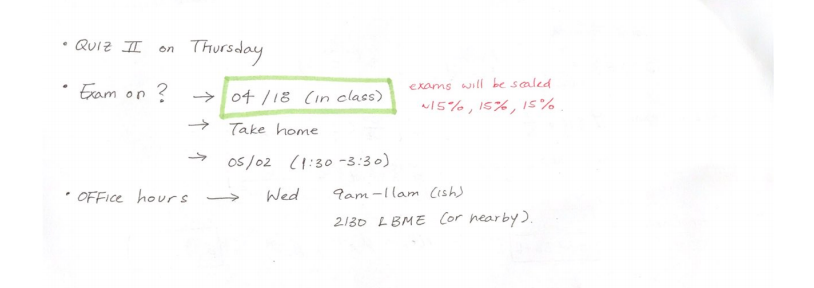 • QUIZ II on Thursday
• Exam on ? → 04/18 (in class) exams will be scaled
~15%, 15%, 15%.
→ Take home
→ 05/02 (1:30-3:30)
• OFFice hours → Wed 9am-11am (ish)
2130 LBME (or nearby).